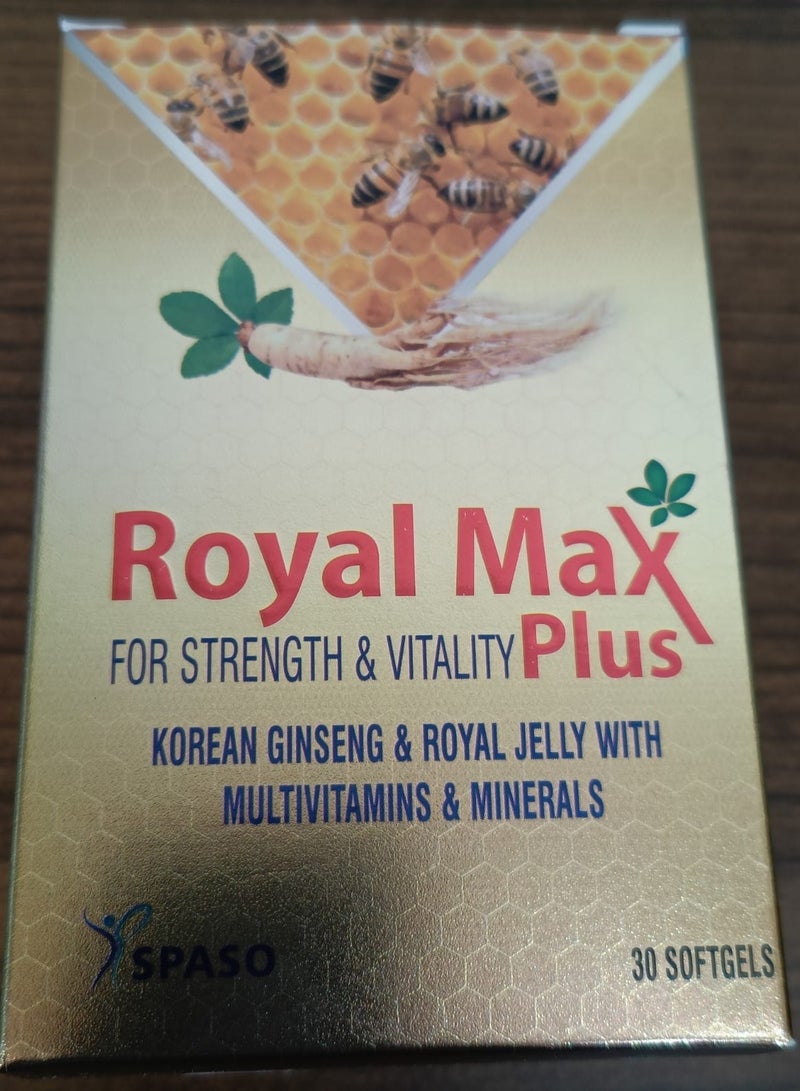 Royal Max
FOR STRENGTH & VITALITY Plus
KOREAN GINSENG & ROYAL JELLY WITH
MULTIVITAMINS & MINERALS
SPASO
30 SOFTGELS